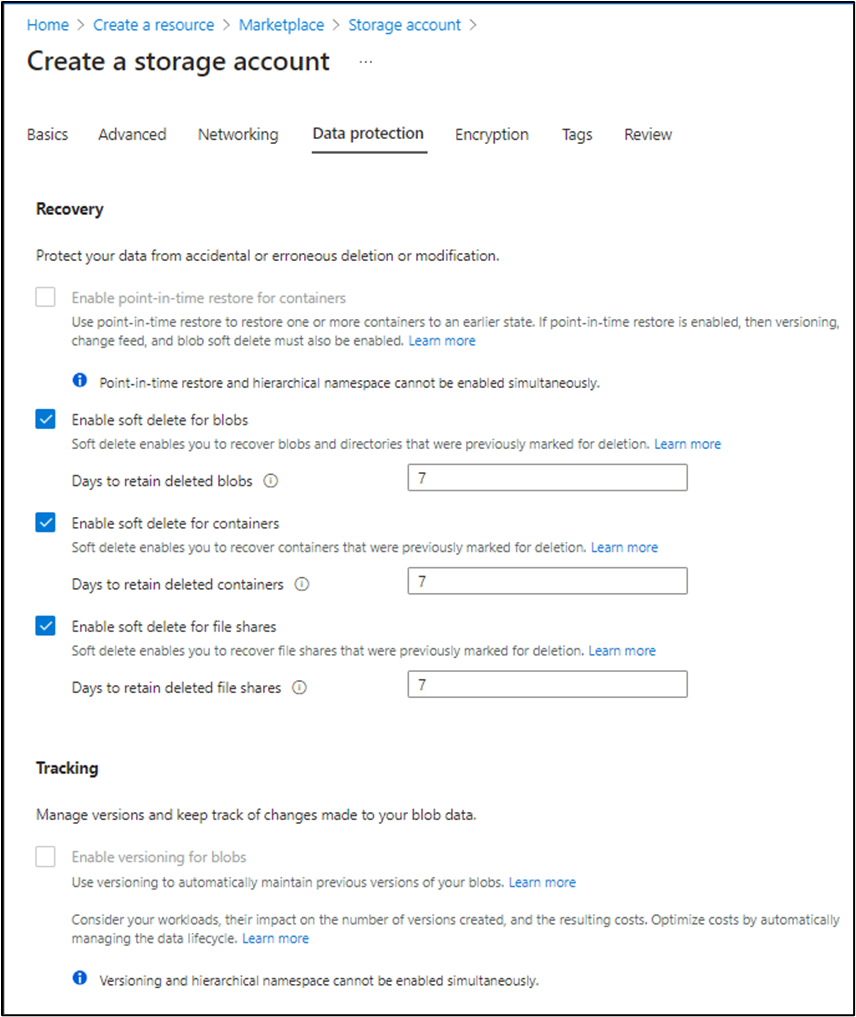 Home > Create a resource > Marketplace > Storage account >
Create a storage account ...
Basics Advanced Networking Data protection Encryption Tags Review
Recovery
Protect your data from accidental or erroneous deletion or modification.
Enable point-in-time restore for containers
Use point-in-time restore to restore one or more containers to an earlier state. If point-in-time restore is enabled, then versioning,
change feed, and blob soft delete must also be enabled. Learn more
Point-in-time restore and hierarchical namespace cannot be enabled simultaneously.
Enable soft delete for blobs
Soft delete enables you to recover blobs and directories that were previously marked for deletion. Learn more
Days to retain deleted blobs 7
Enable soft delete for containers
Soft delete enables you to recover containers that were previously marked for deletion. Learn more
Days to retain deleted containers 7
Enable soft delete for file shares
Soft delete enables you to recover file shares that were previously marked for deletion. Learn more
Days to retain deleted file shares 7
Tracking
Manage versions and keep track of changes made to your blob data.
Enable versioning for blobs
Use versioning to automatically maintain previous versions of your blobs. Learn more
Consider your workloads, their impact on the number of versions created, and the resulting costs. Optimize costs by automatically
managing the data lifecycle. Learn more
Versioning and hierarchical namespace cannot be enabled simultaneously.